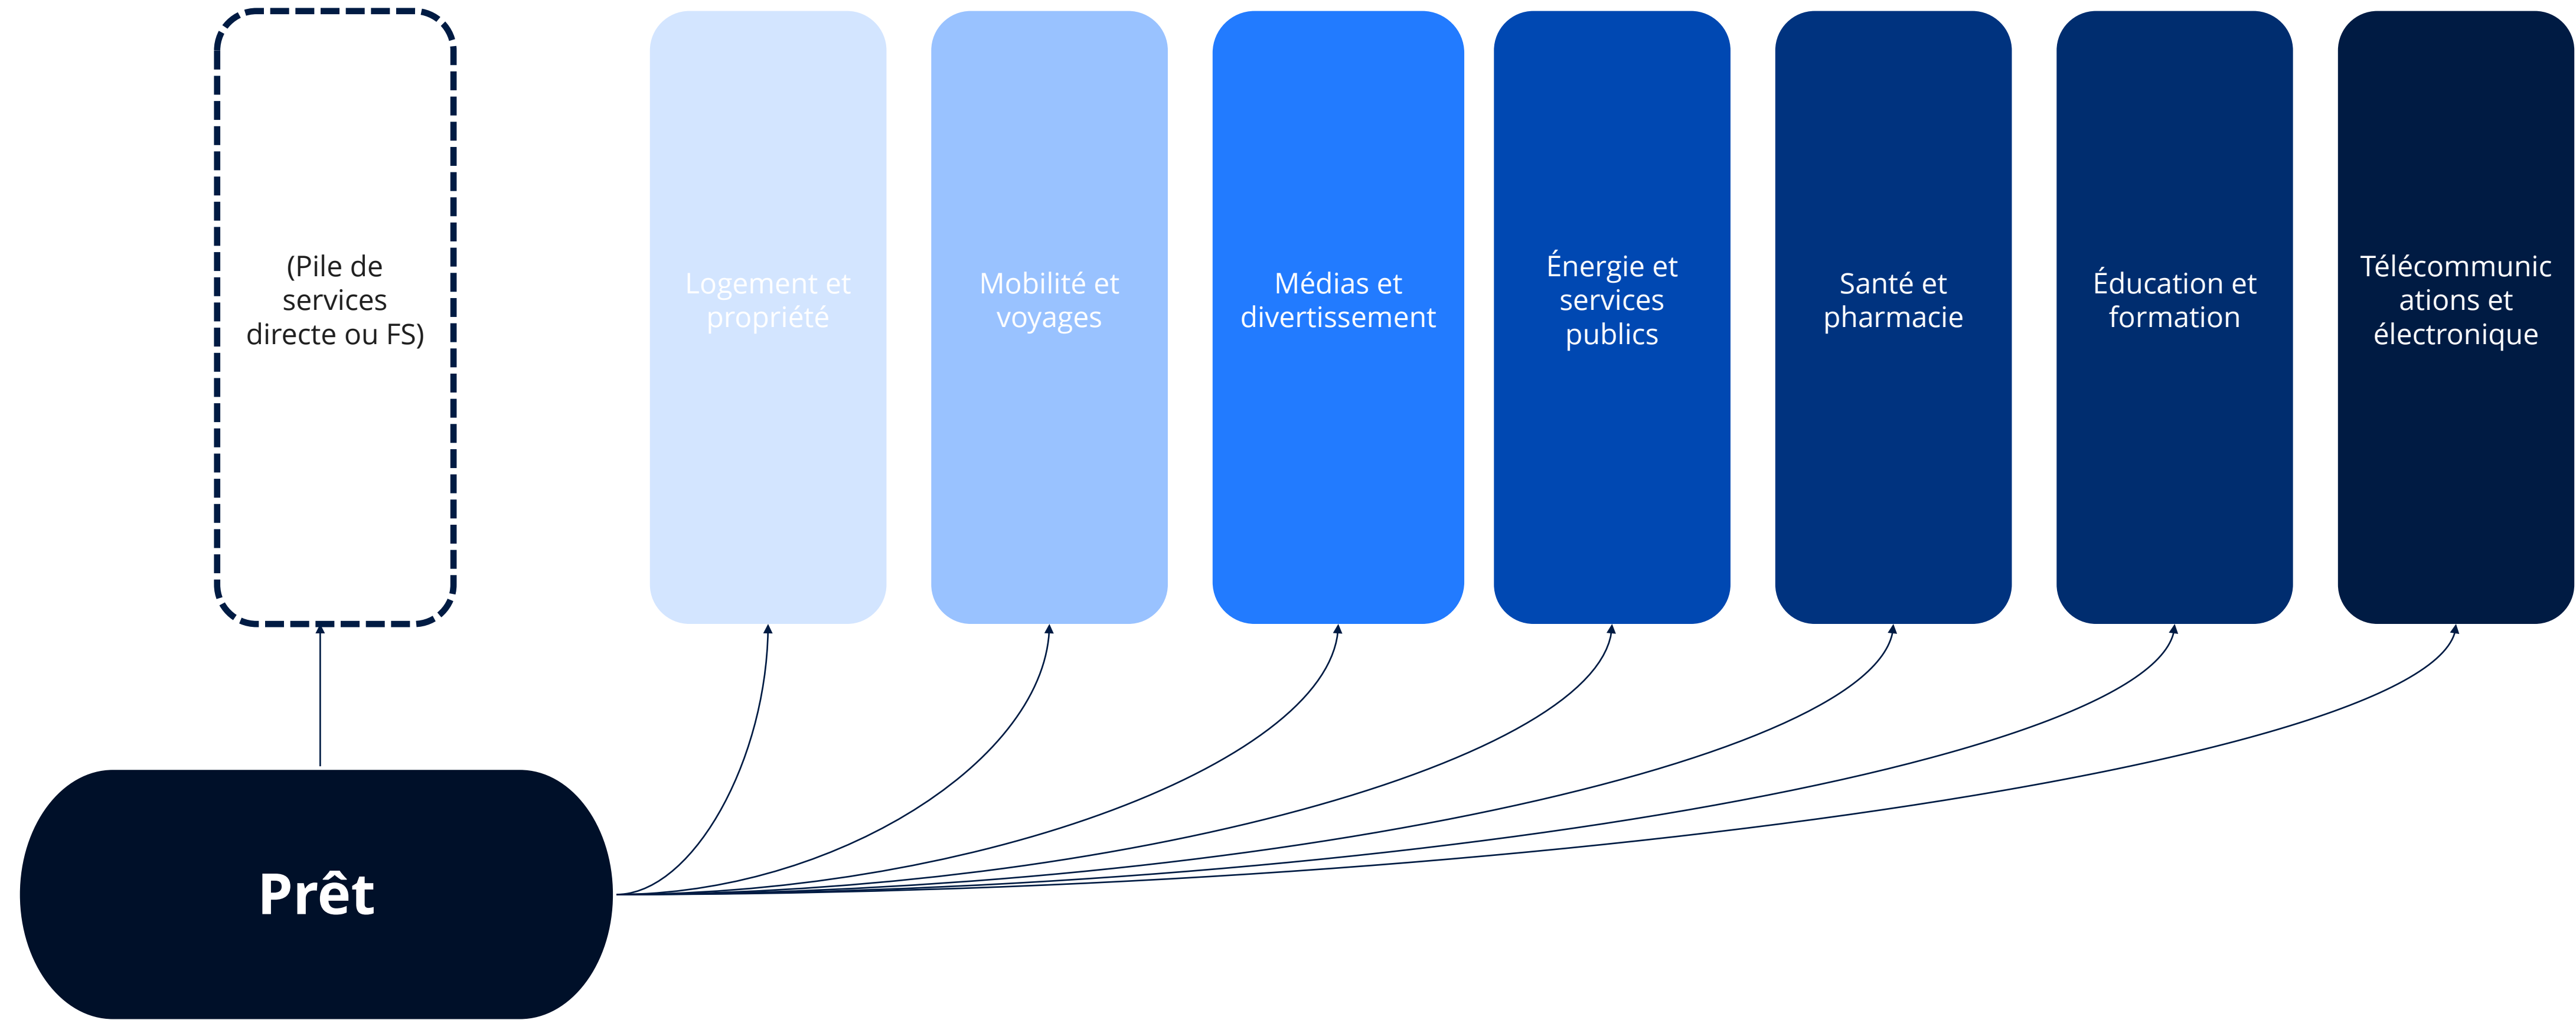 (Pile de
services
directe ou FS)
Logement et
propriété
Mobilité et
voyages
Médias et
divertissement
Énergie et
services
publics
Santé et
pharmacie
Éducation et
formation
Télécommunic
ations et
électronique
Prêt